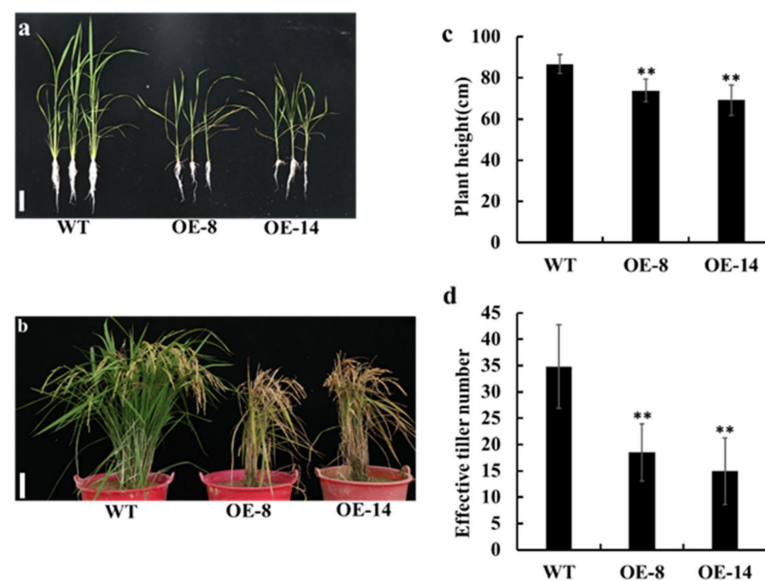 a
WT OE-8 OE-14
b
WT OE-8 OE-14
c
Plant height(cm)
100
80
60
40
20
0
** **
WT OE-8 OE-14
d
Effective tiller number
45
40
35
30
25
20
15
10
5
0
** **
WT OE-8 OE-14